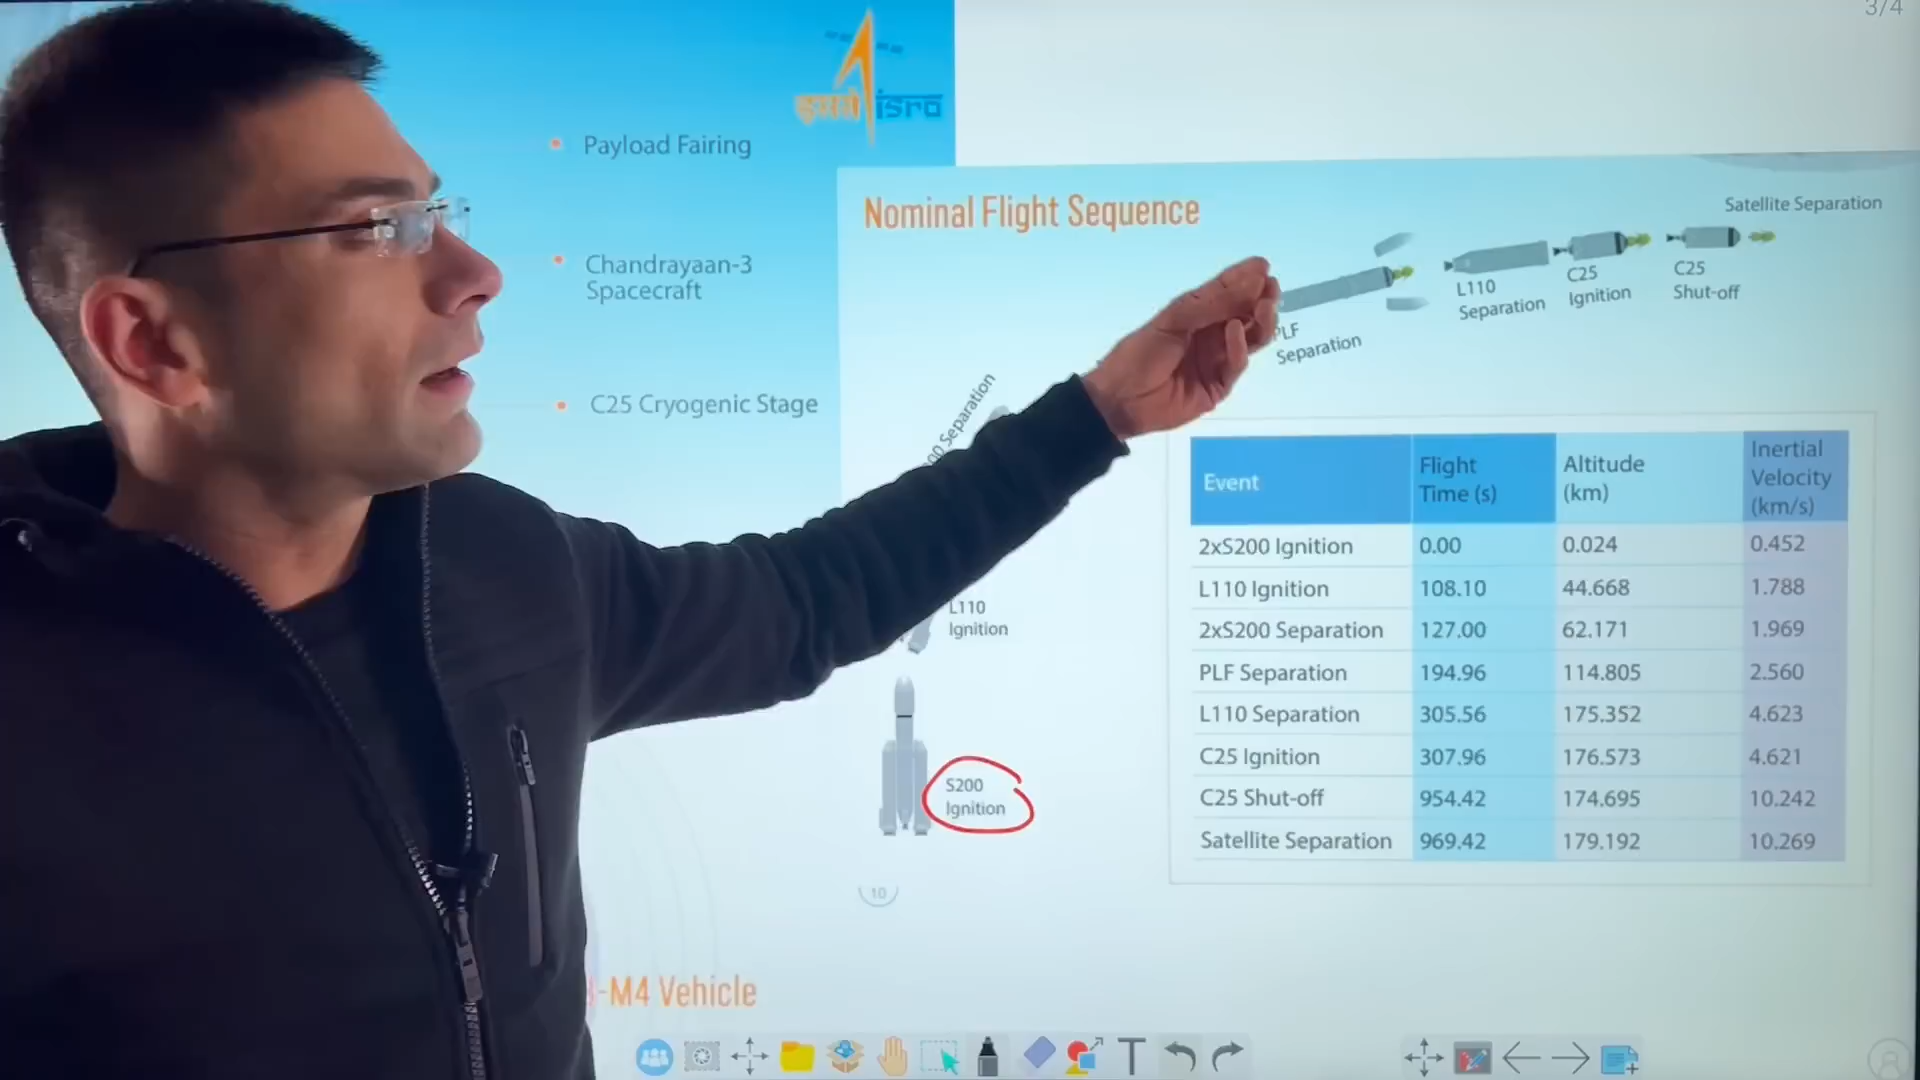 3/4
इसरो isro
Payload Fairing
Chandrayaan-3
Spacecraft
C25 Cryogenic Stage
Nominal Flight Sequence
Satellite Separation
C25
Shut-off
C25
Ignition
L110
Separation
PLF
Separation
Separation
L110
Ignition
S200
Ignition
10
Event Flight Time (s) Altitude (km) Inertial Velocity (km/s)
2xS200 Ignition 0.00 0.024 0.452
L110 Ignition 108.10 44.668 1.788
2xS200 Separation 127.00 62.171 1.969
PLF Separation 194.96 114.805 2.560
L110 Separation 305.56 175.352 4.623
C25 Ignition 307.96 176.573 4.621
C25 Shut-off 954.42 174.695 10.242
Satellite Separation 969.42 179.192 10.269
-M4 Vehicle
T